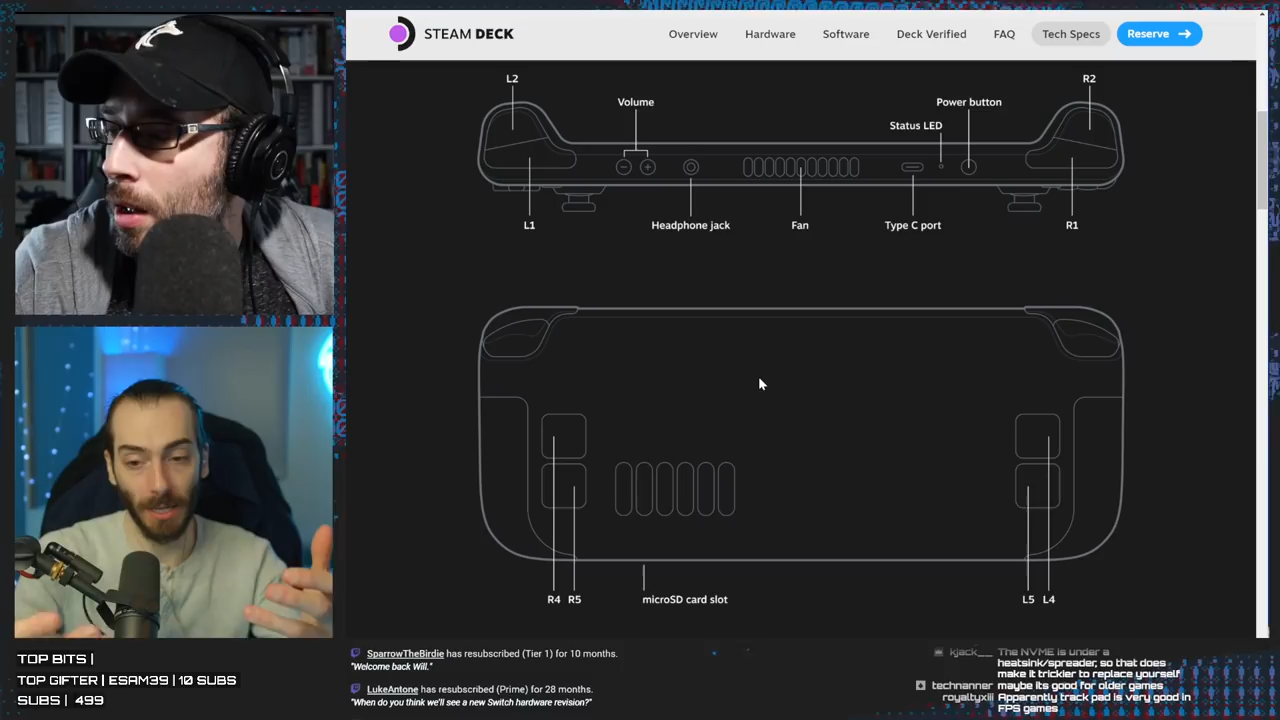 STEAM DECK
Overview
Hardware
Software
Deck Verified
FAQ
Tech Specs
Reserve
L2
R2
Volume
Power button
Status LED
L1
Headphone jack
Fan
Type C port
R1
R4 R5
microSD card slot
L5 L4
TOP BITS |
TOP GIFTER | ESAM39 | 10 SUBS
SUBS | 499
SparrowTheBirdie has resubscribed (Tier 1) for 10 months.
"Welcome back Will."
LukeAntone has resubscribed (Prime) for 28 months.
"When do you think we'll see a new Switch hardware revision?"
kjack__ The NVME is under a
heatsink/spreader, so that does
make it trickier to replace yourself
technanner maybe its good for older games
royaltyxii Apparently track pad is very good in
FPS games